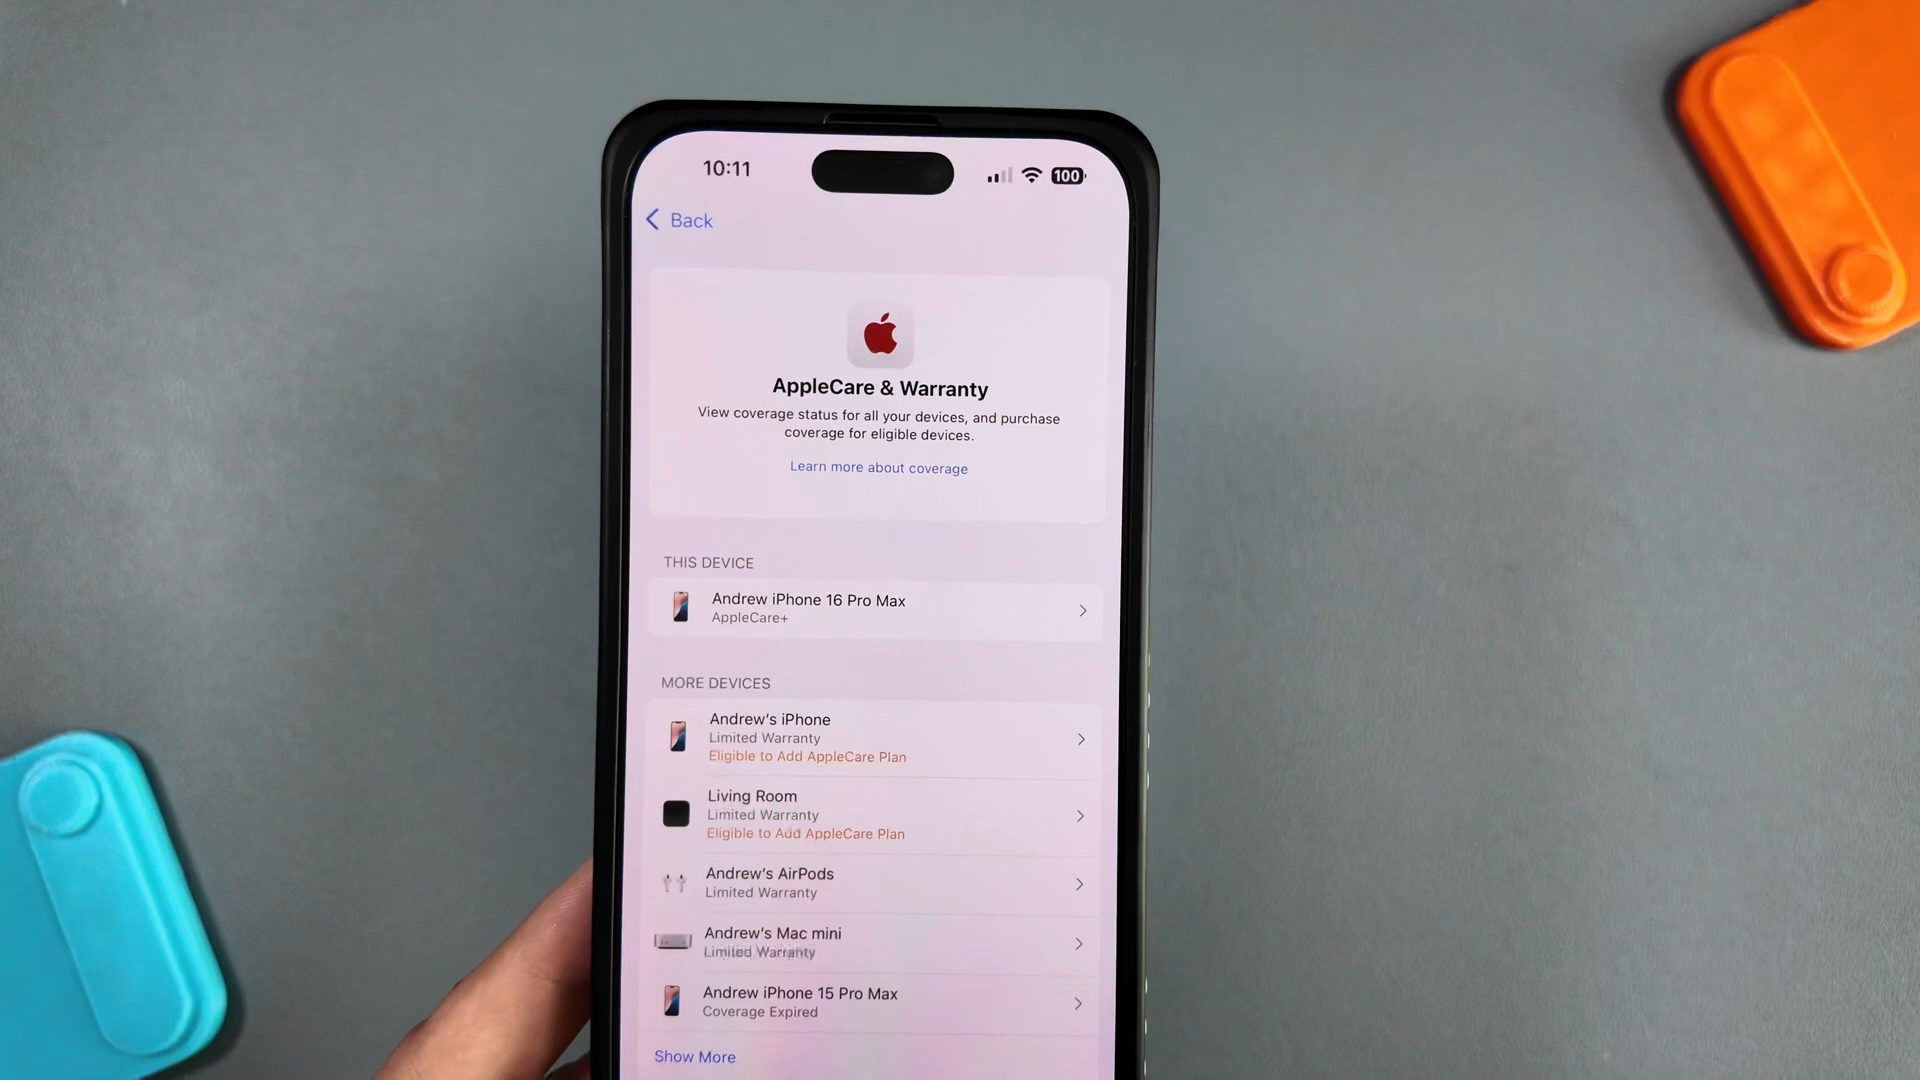 10:11
100
Back
AppleCare & Warranty
View coverage status for all your devices, and purchase
coverage for eligible devices.
Learn more about coverage
THIS DEVICE
Andrew iPhone 16 Pro Max
AppleCare+
MORE DEVICES
Andrew's iPhone
Limited Warranty
Eligible to Add AppleCare Plan
Living Room
Limited Warranty
Eligible to Add AppleCare Plan
Andrew's AirPods
Limited Warranty
Andrew's Mac mini
Limited Warranty
Andrew iPhone 15 Pro Max
Coverage Expired
Show More